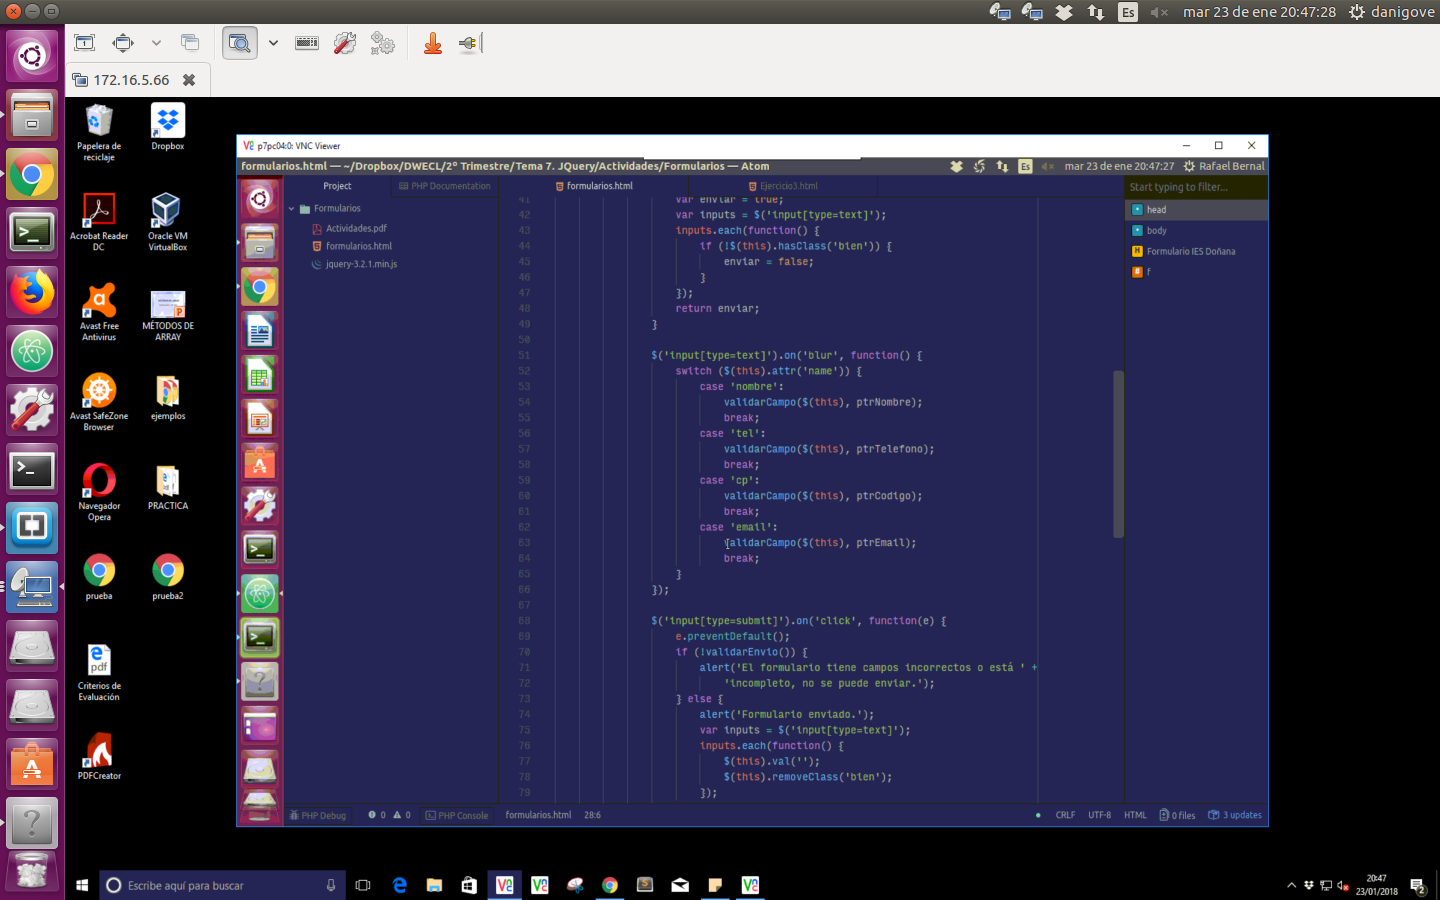 Es
mar 23 de ene 20:47:28
danigove
172.16.5.66
Papelera de
reciclaje
Dropbox
Acrobat Reader
DC
Oracle VM
VirtualBox
Avast Free
Antivirus
MÉTODOS DE
ARRAY
Avast SafeZone
Browser
ejemplos
Navegador
Opera
PRACTICA
prueba
prueba2
Criterios de
Evaluación
PDFCreator
p7pc04:0: VNC Viewer
formularios.html — ~/Dropbox/DWECL/2º Trimestre/Tema 7. JQuery/Actividades/Formularios — Atom
Es
mar 23 de ene 20:47:27
Rafael Bernal
Project
PHP Documentation
formularios.html
Ejercicio3.html
Start typing to filter...
Formularios
Actividades.pdf
formularios.html
jquery-3.2.1.min.js
head
body
Formulario IES Doñana
f
41 var enviar = true;
42 var inputs = $('input[type=text]');
43 inputs.each(function() {
44 if (!$(this).hasClass('bien')) {
45 enviar = false;
46 }
47 });
48 return enviar;
49 }
50
51 $('input[type=text]').on('blur', function() {
52 switch ($(this).attr('name')) {
53 case 'nombre':
54 validarCampo($(this), ptrNombre);
55 break;
56 case 'tel':
57 validarCampo($(this), ptrTelefono);
58 break;
59 case 'cp':
60 validarCampo($(this), ptrCodigo);
61 break;
62 case 'email':
63 validarCampo($(this), ptrEmail);
64 break;
65 }
66 });
67
68 $('input[type=submit]').on('click', function(e) {
69 e.preventDefault();
70 if (!validarEnvio()) {
71 alert('El formulario tiene campos incorrectos o está ' +
72 'incompleto, no se puede enviar.');
73 } else {
74 alert('Formulario enviado.');
75 var inputs = $('input[type=text]');
76 inputs.each(function() {
77 $(this).val('');
78 $(this).removeClass('bien');
79 });
PHP Debug
0
0
PHP Console
formularios.html
28:6
CRLF
UTF-8
HTML
0 files
3 updates
Escribe aquí para buscar
20:47
23/01/2018
2